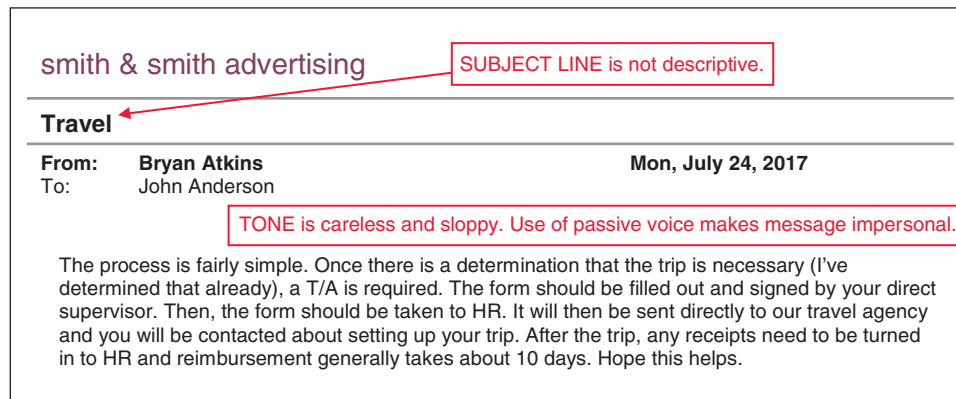 smith & smith advertising
SUBJECT LINE is not descriptive.
Travel
From: Bryan Atkins Mon, July 24, 2017
To: John Anderson
TONE is careless and sloppy. Use of passive voice makes message impersonal.
The process is fairly simple. Once there is a determination that the trip is necessary (I’ve
determined that already), a T/A is required. The form should be filled out and signed by your direct
supervisor. Then, the form should be taken to HR. It will then be sent directly to our travel agency
and you will be contacted about setting up your trip. After the trip, any receipts need to be turned
in to HR and reimbursement generally takes about 10 days. Hope this helps.